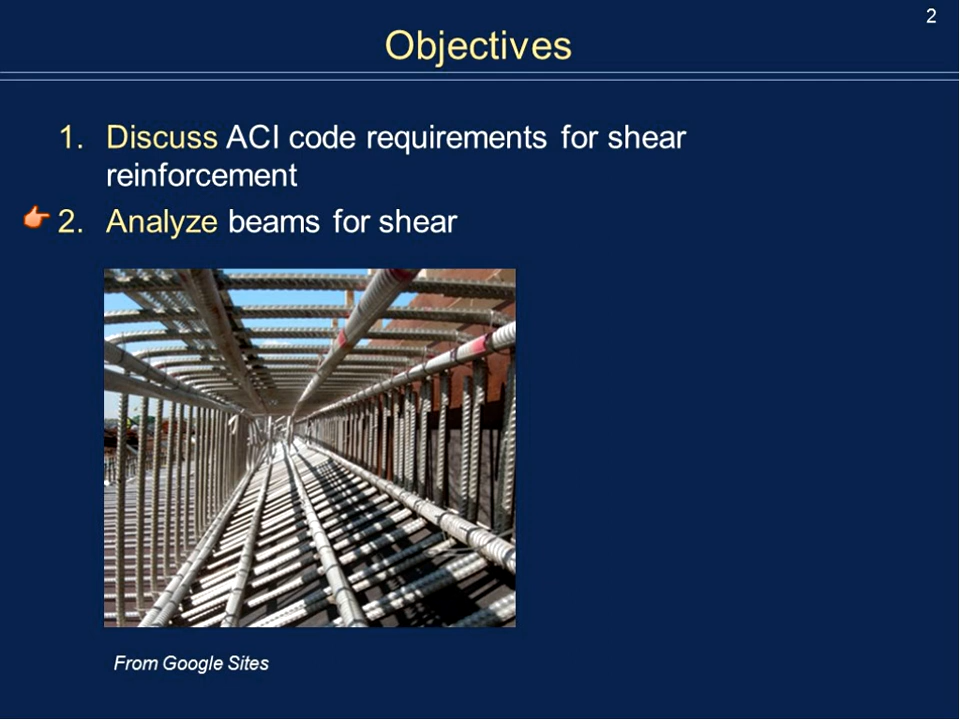 2
Objectives
1. Discuss ACI code requirements for shear
reinforcement
2. Analyze beams for shear
From Google Sites